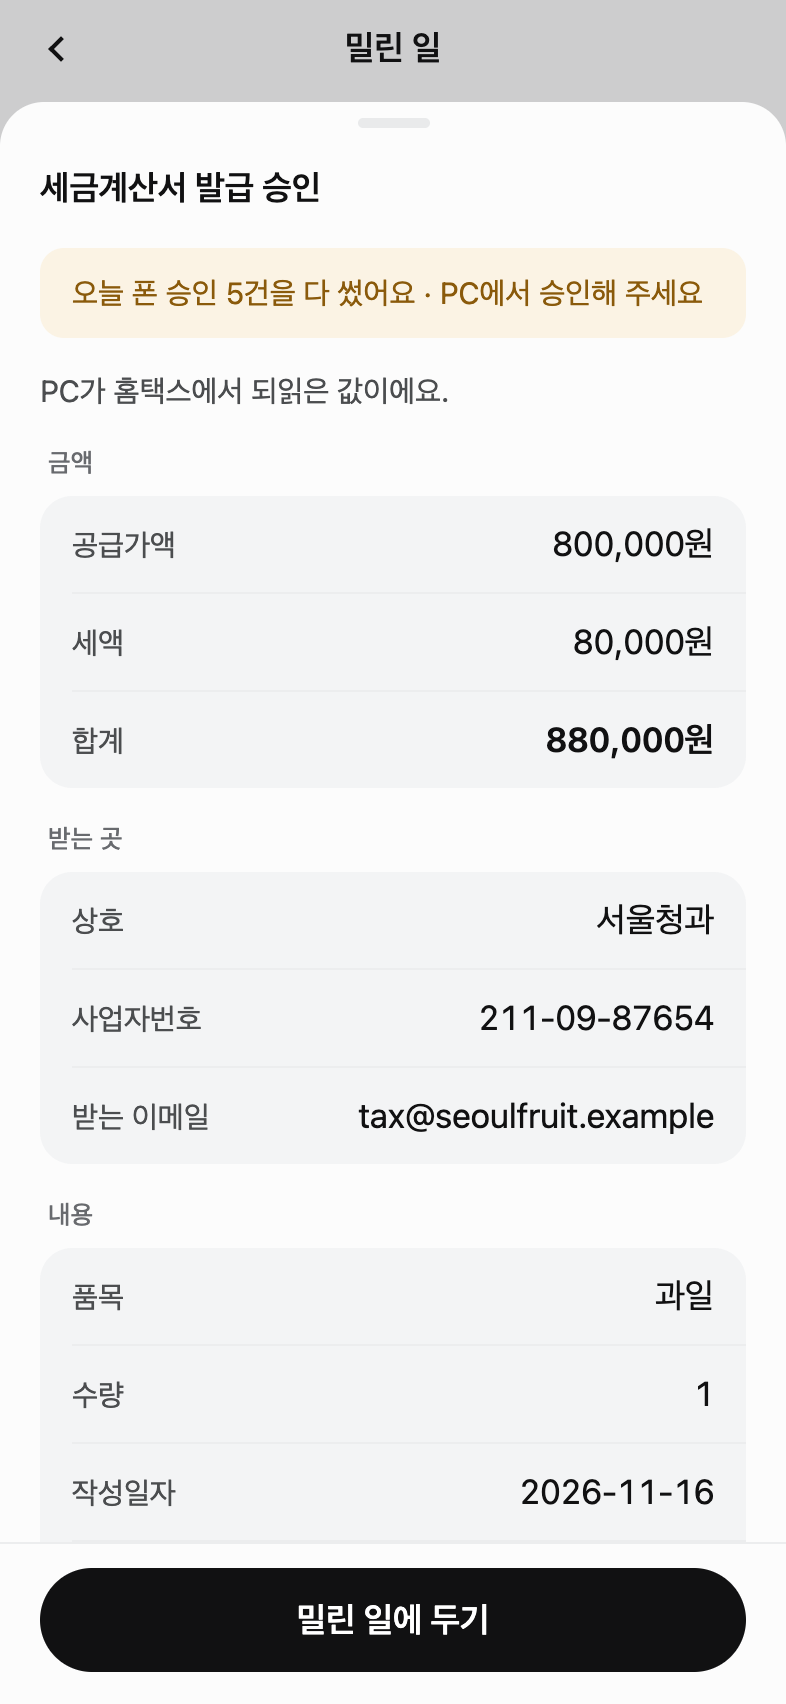 밀린 일
세금계산서 발급 승인
오늘 폰 승인 5건을 다 썼어요 · PC에서 승인해 주세요
PC가 홈택스에서 되읽은 값이에요.
금액
공급가액 800,000원
세액 80,000원
합계 880,000원
받는 곳
상호 서울청과
사업자번호 211-09-87654
받는 이메일 tax@seoulfruit.example
내용
품목 과일
수량 1
작성일자 2026-11-16
밀린 일에 두기